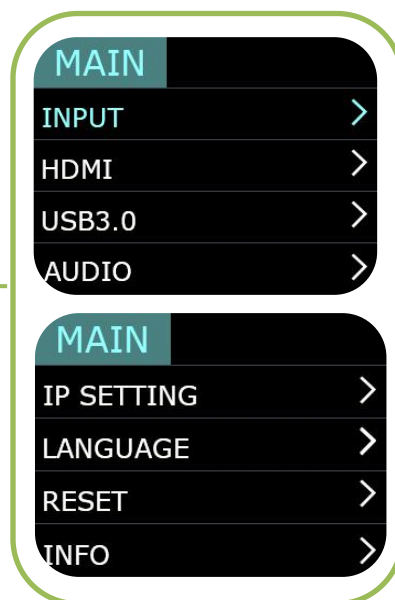 MAIN
INPUT
HDMI
USB3.0
AUDIO
MAIN
IP SETTING
LANGUAGE
RESET
INFO